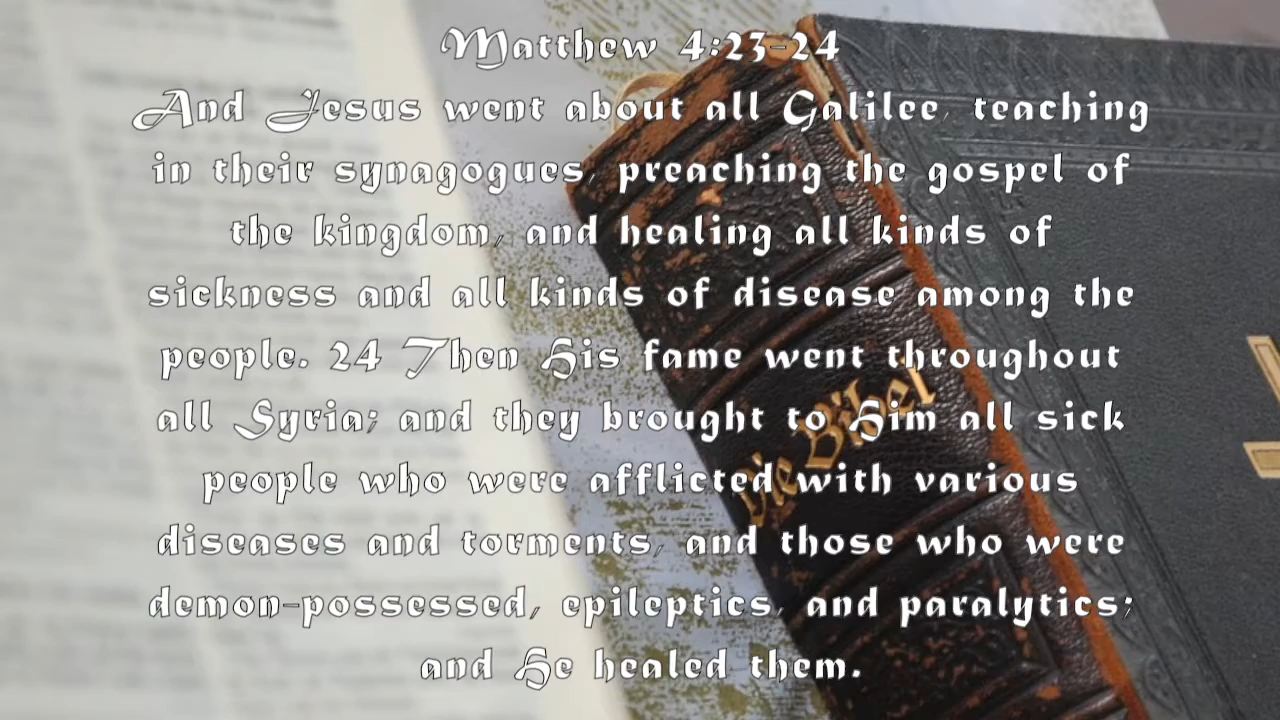 Matthew 4:23-24
And Jesus went about all Galilee, teaching
in their synagogues, preaching the gospel of
the kingdom, and healing all kinds of
sickness and all kinds of disease among the
people. 24 Then His fame went throughout
all Syria; and they brought to Him all sick
people who were afflicted with various
diseases and torments, and those who were
demon-possessed, epileptics, and paralytics;
and He healed them.
Die Bibel